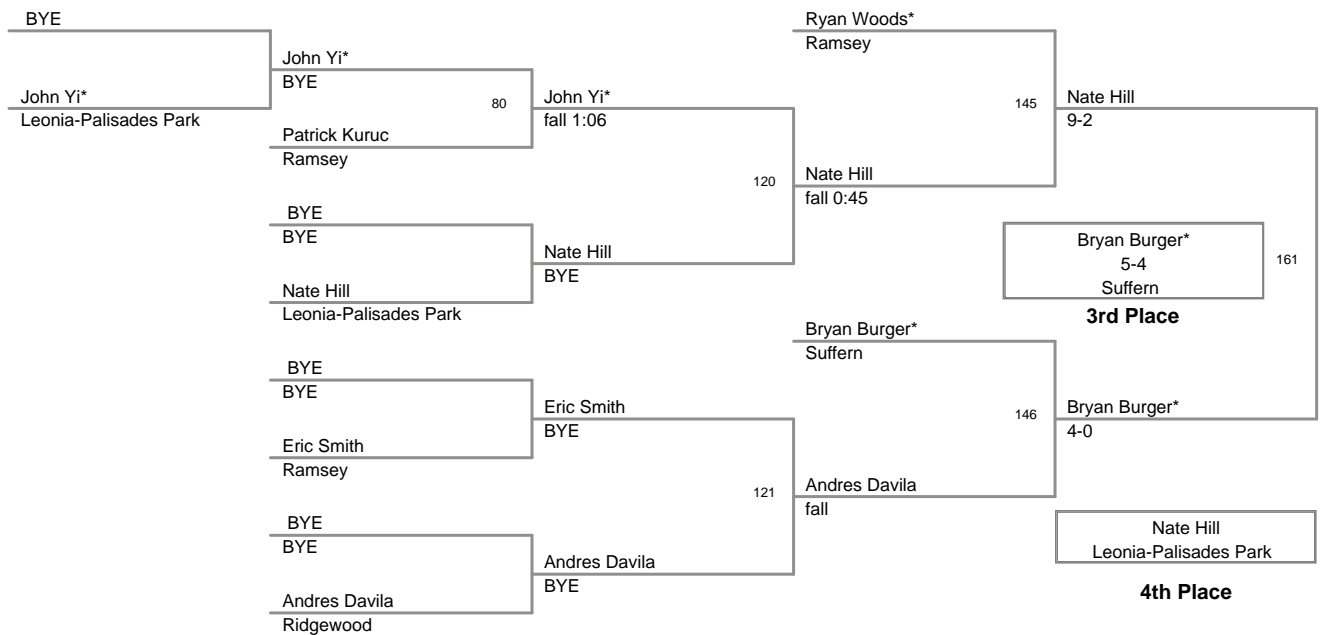 BYE
John Yi*
Leonia-Palisades Park
John Yi*
BYE
80
Patrick Kuruc
Ramsey
BYE
BYE
Nate Hill
Leonia-Palisades Park
BYE
BYE
Eric Smith
Ramsey
BYE
BYE
Andres Davila
Ridgewood
John Yi*
fall 1:06
120
Nate Hill
BYE
Eric Smith
BYE
121
Andres Davila
BYE
Ryan Woods*
Ramsey
145
Nate Hill
fall 0:45
Bryan Burger*
Suffern
146
Andres Davila
fall
Nate Hill
9-2
Bryan Burger*
5-4
Suffern
161
3rd Place
Bryan Burger*
4-0
Nate Hill
Leonia-Palisades Park
4th Place